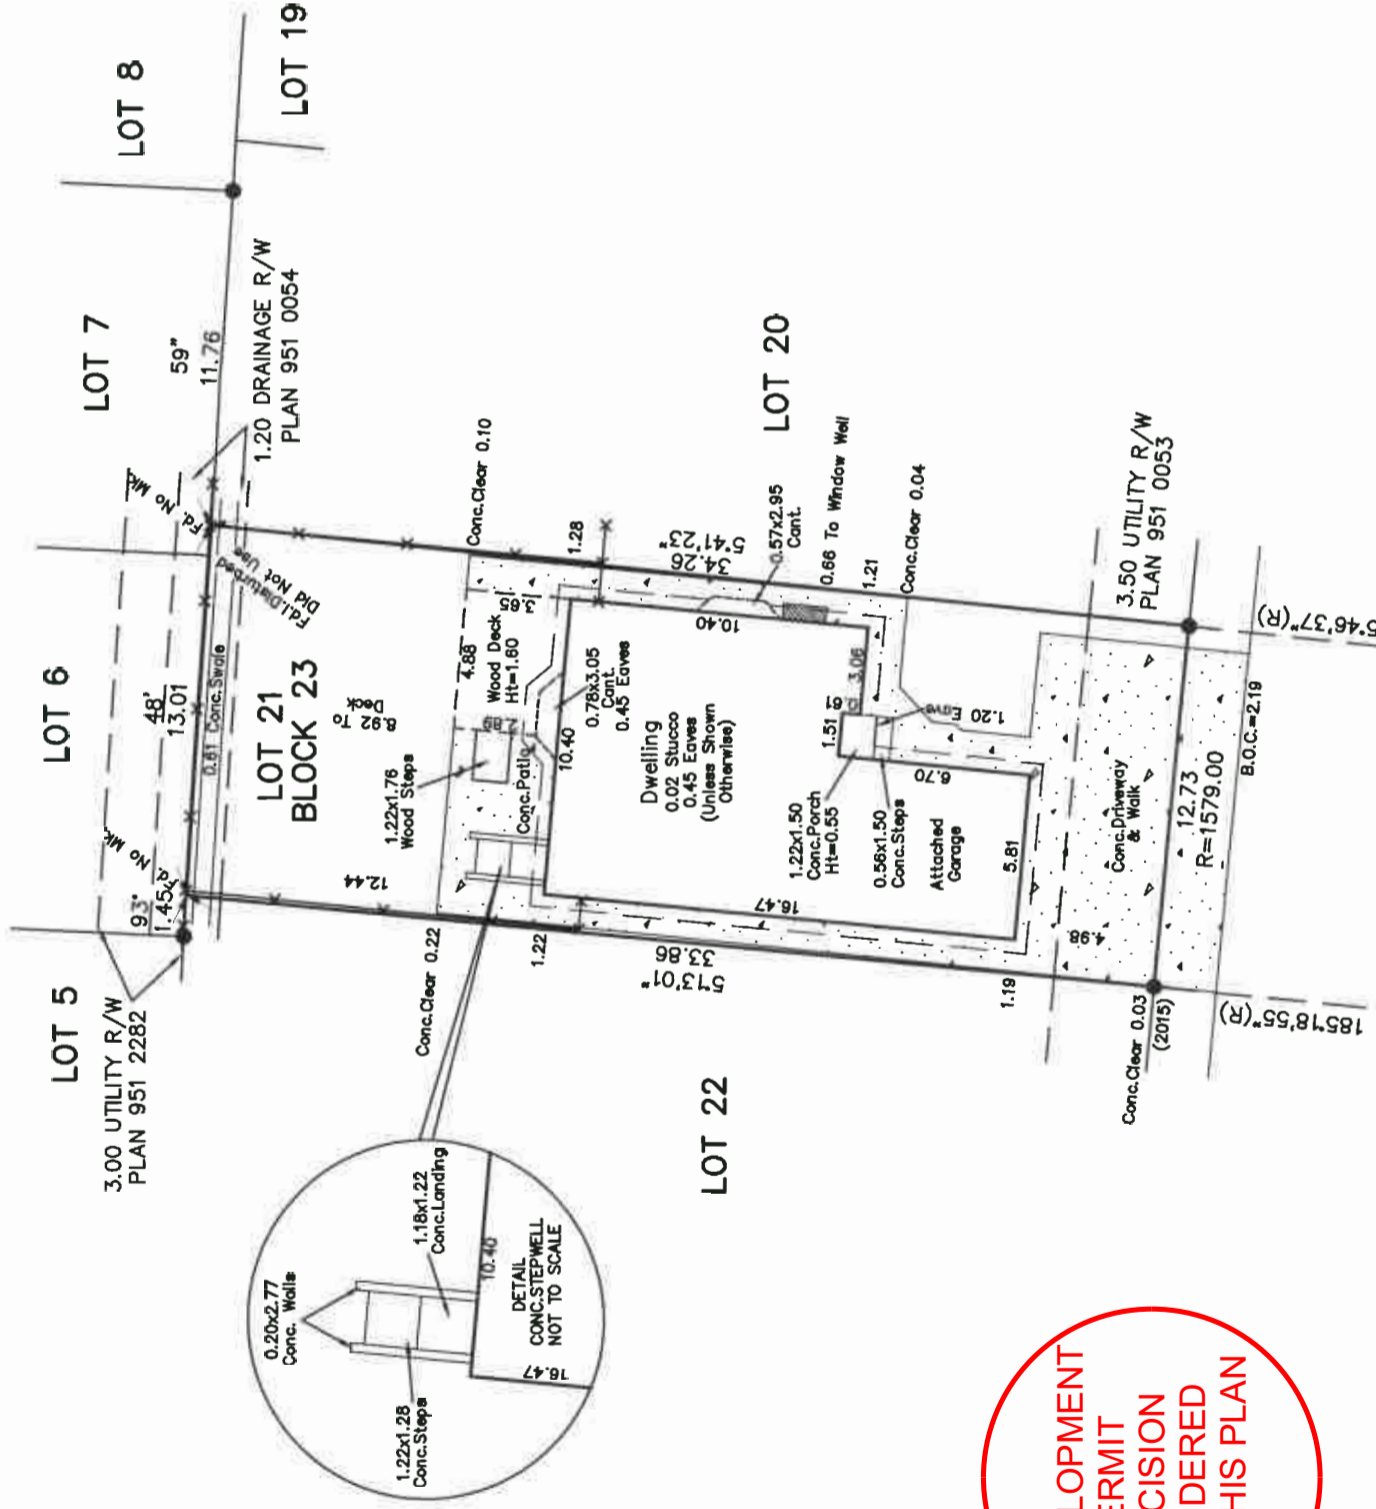 LOT 5
LOT 6
LOT 7
LOT 8
LOT 19
3.00 UTILITY R/W
PLAN 951 2282
93°
1.45
48'
13.01
59"
11.76
Fd. No Mk.
Fd.I.Disturbed
Did Not Use
0.61 Conc.Swale
1.20 DRAINAGE R/W
PLAN 951 0054
LOT 21
BLOCK 23
8.92 To
Deck
12.44
1.22x1.76
Wood Steps
Conc.Patio
4.88
3.65
Wood Deck
Ht=1.60
2.89
Conc.Clear 0.10
1.28
Conc.Clear 0.22
1.22
10.40
0.78x3.05
Cant.
0.45 Eaves
Dwelling
0.02 Stucco
0.45 Eaves
(Unless Shown
Otherwise)
10.40
5°41'23"
34.26
0.57x2.95
Cant.
0.66 To Window Well
1.21
Conc.Clear 0.04
LOT 20
3.06
1.51
1.20 Eave
1.22x1.50
Conc.Porch
Ht=0.55
0.56x1.50
Conc.Steps
6.70
Attached
Garage
5.81
16.47
33.86
5°13'01"
1.19
4.98
Conc.Driveway
& Walk
3.50 UTILITY R/W
PLAN 951 0053
12.73
R=1579.00
B.O.C.=2.19
5°46'37"(R)
185°18'55"(R)
Conc.Clear 0.03
(2015)
LOT 22
0.20x2.77
Conc. Walls
1.18x1.22
Conc.Landing
1.22x1.28
Conc.Steps
10.40
16.47
DETAIL
CONC.STEPWELL
NOT TO SCALE
LOPMENT
ERMIT
CISION
DERED
HIS PLAN